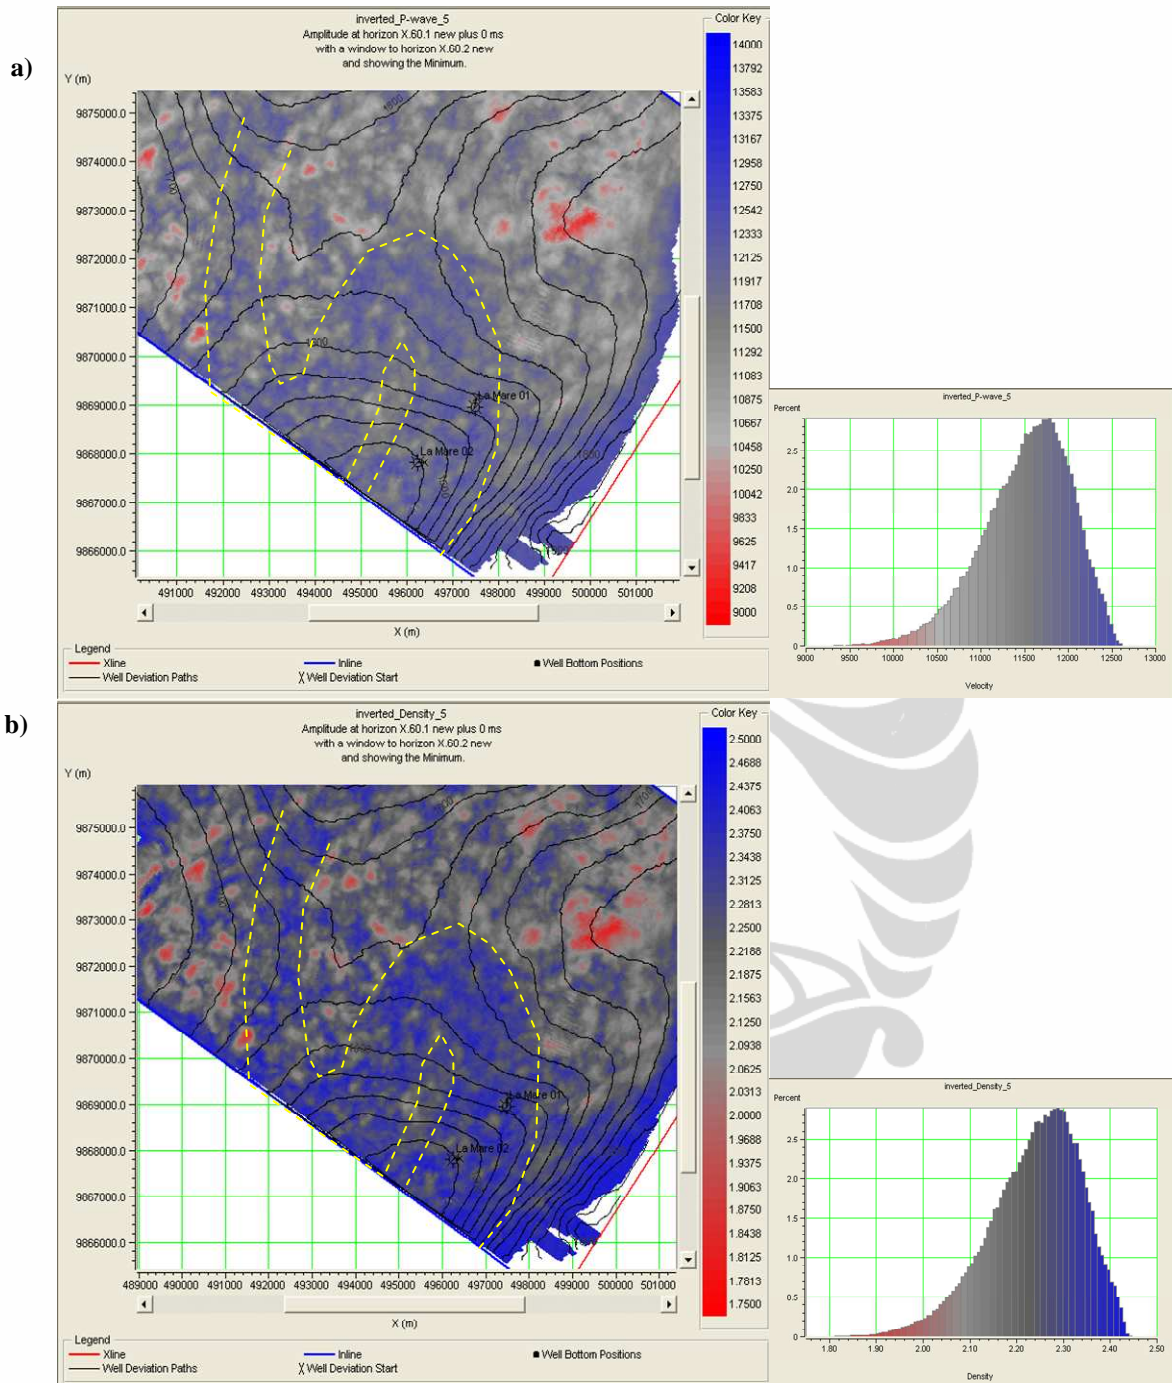 a)
inverted_P-wave_5
Amplitude at horizon X.60.1 new plus 0 ms
with a window to horizon X.60.2 new
and showing the Minimum.
Y (m)
9875000.0
9874000.0
9873000.0
9872000.0
9871000.0
9870000.0
9869000.0
9868000.0
9867000.0
9866000.0
1800
1700
La Mare 01
La Mare 02
1800
491000 492000 493000 494000 495000 496000 497000 498000 499000 500000 501000
X (m)
Color Key
14000
13792
13583
13375
13167
12958
12750
12542
12333
12125
11917
11708
11500
11292
11083
10875
10667
10458
10250
10042
9833
9625
9417
9208
9000
Legend
Xline
Inline
Well Bottom Positions
Well Deviation Paths
Well Deviation Start
inverted_P-wave_5
Percent
2.5
2.0
1.5
1.0
0.5
0
9000 9500 10000 10500 11000 11500 12000 12500 13000
Velocity
b)
inverted_Density_5
Amplitude at horizon X.60.1 new plus 0 ms
with a window to horizon X.60.2 new
and showing the Minimum.
Y (m)
9875000.0
9874000.0
9873000.0
9872000.0
9871000.0
9870000.0
9869000.0
9868000.0
9867000.0
9866000.0
1700
La Mare 01
La Mare 02
489000 490000 491000 492000 493000 494000 495000 496000 497000 498000 499000 500000 501000
X (m)
Color Key
2.5000
2.4688
2.4375
2.4063
2.3750
2.3438
2.3125
2.2813
2.2500
2.2188
2.1875
2.1563
2.1250
2.0938
2.0625
2.0313
2.0000
1.9688
1.9375
1.9063
1.8750
1.8438
1.8125
1.7813
1.7500
Legend
Xline
Inline
Well Bottom Positions
Well Deviation Paths
Well Deviation Start
inverted_Density_5
Percent
2.5
2.0
1.5
1.0
0.5
0
1.80 1.90 2.00 2.10 2.20 2.30 2.40 2.50
Density